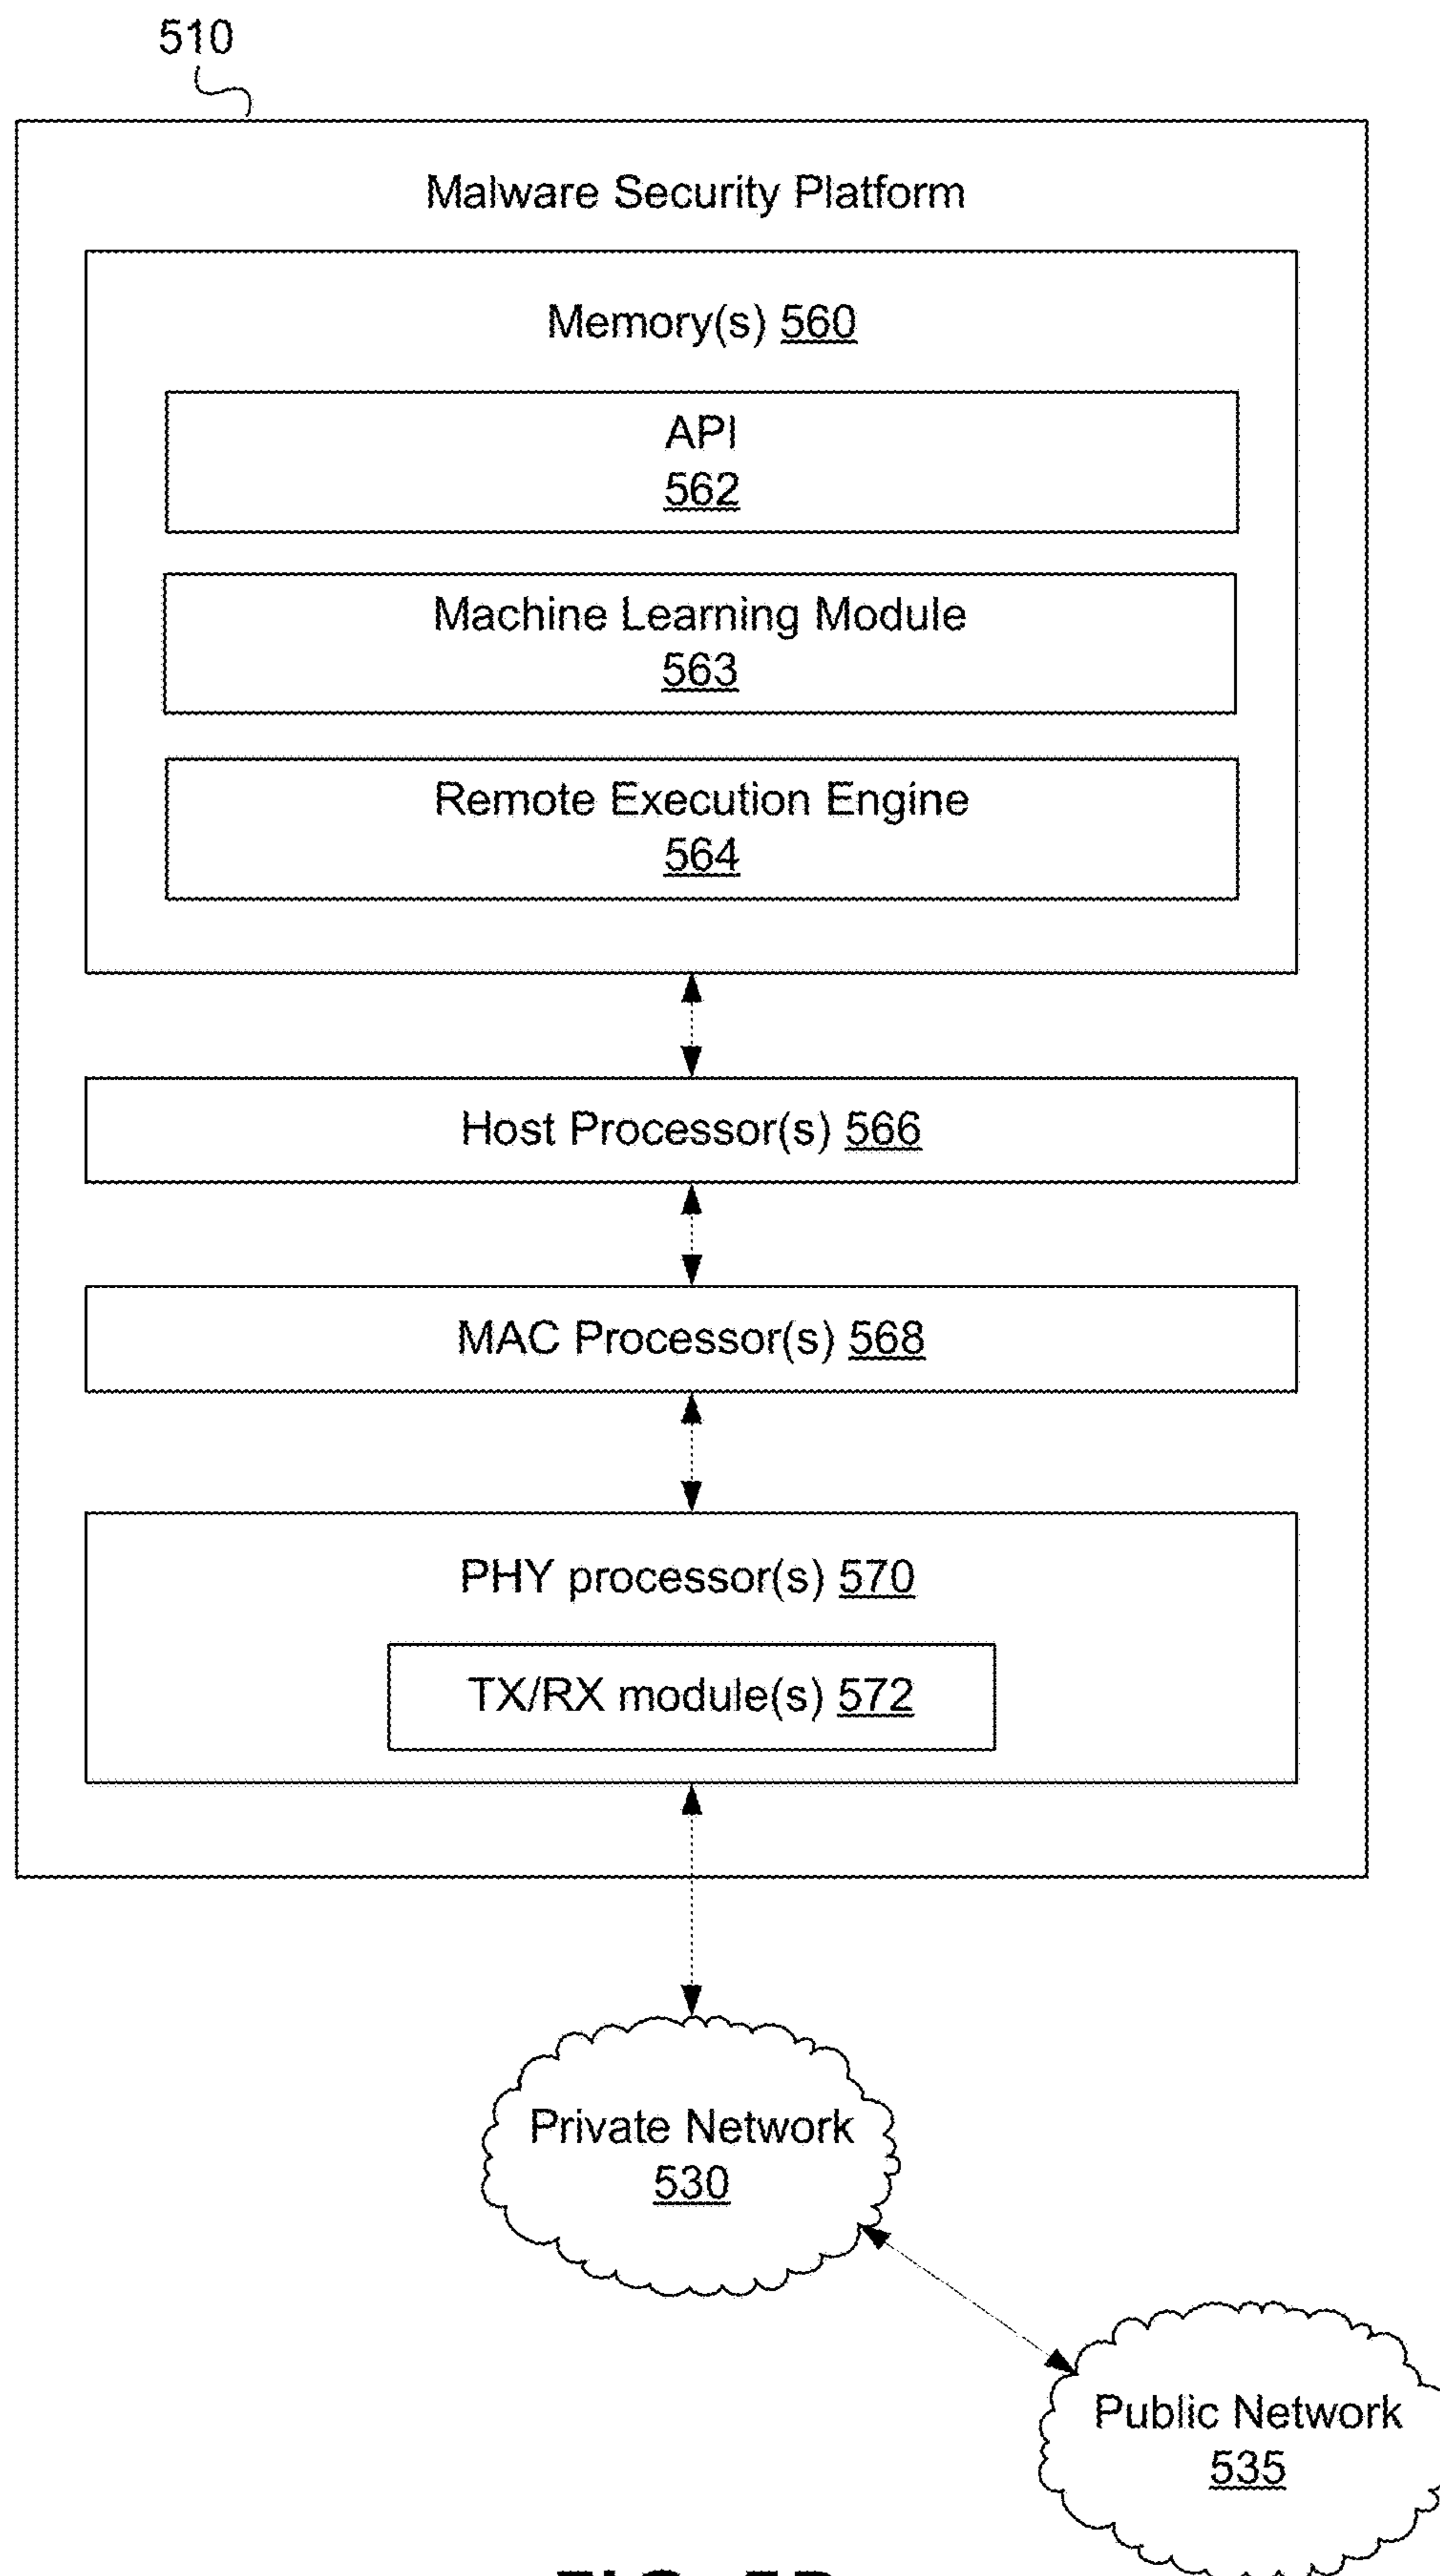 510
Malware Security Platform
Memory(s) 560
API
562
Machine Learning Module
563
Remote Execution Engine
564
Host Processor(s) 566
MAC Processor(s) 568
PHY processor(s) 570
TX/RX module(s) 572
Private Network
530
Public Network
535